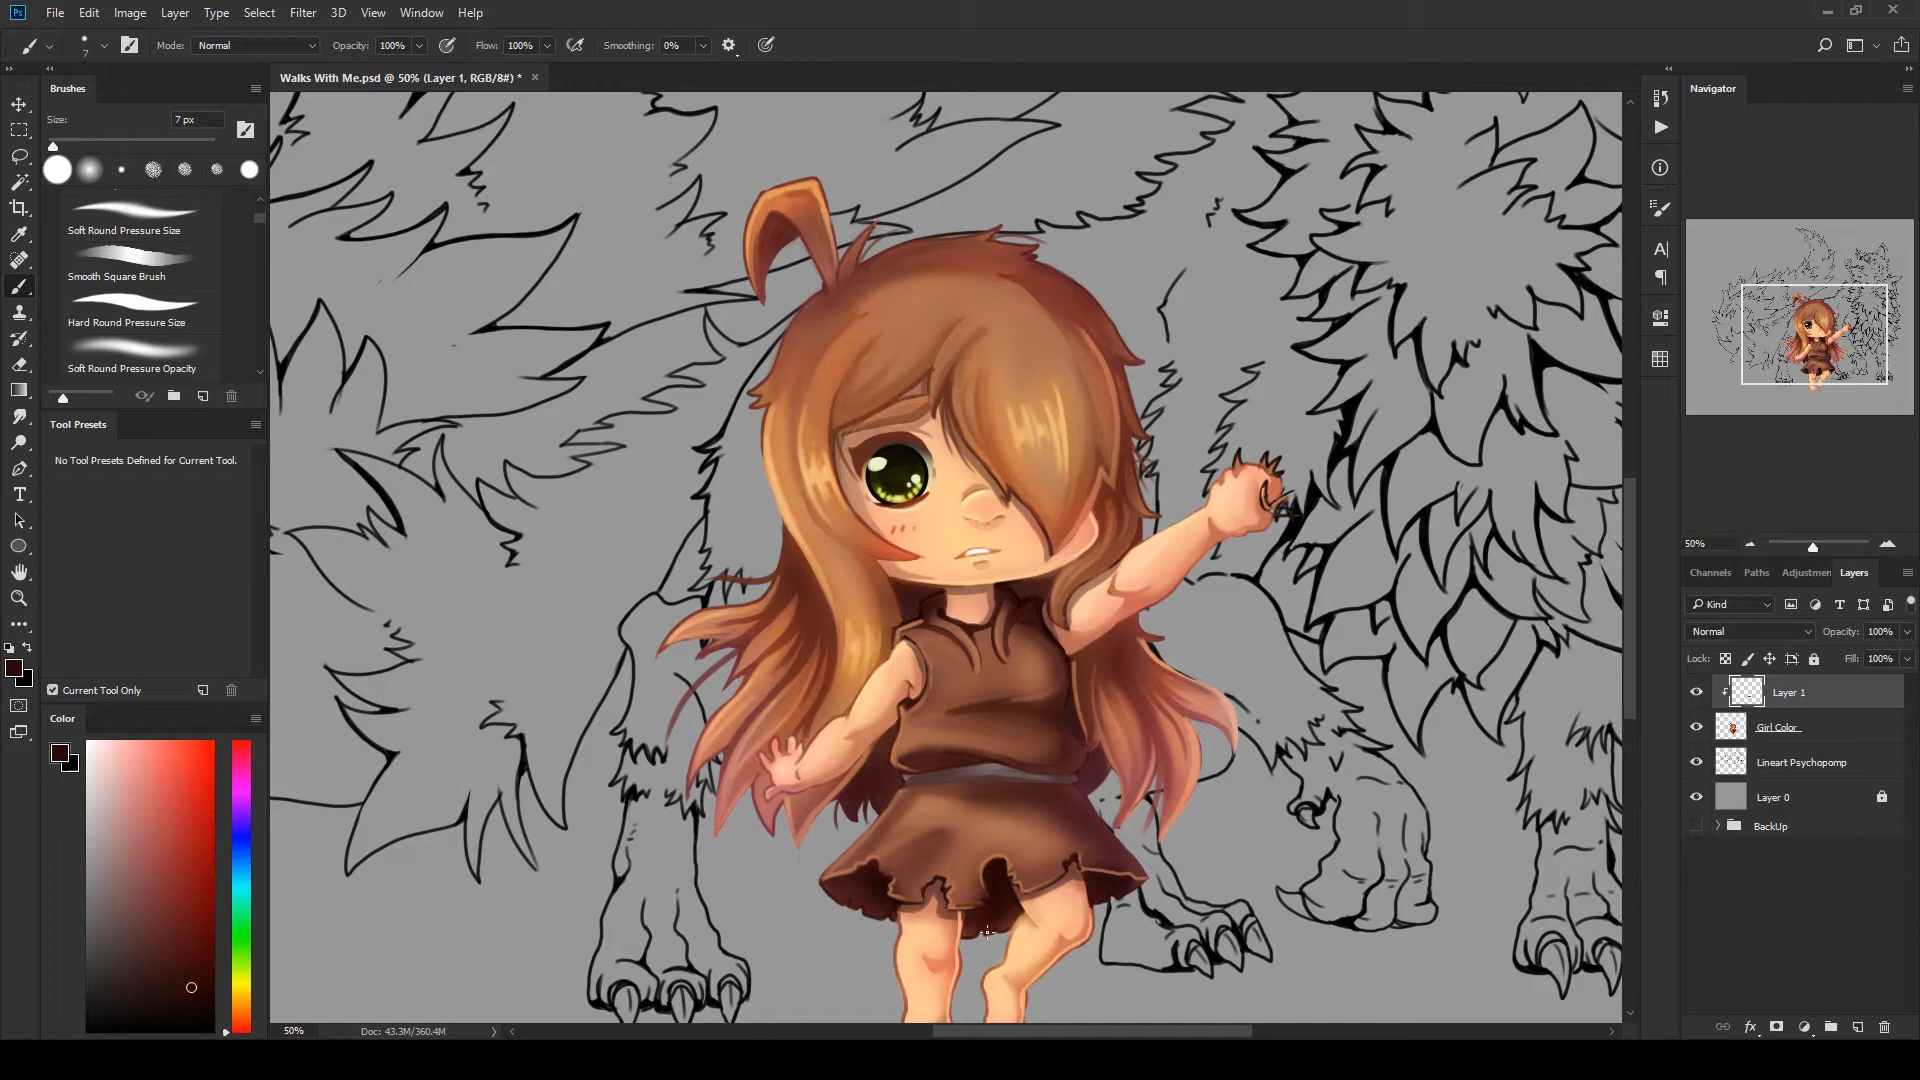 Ps File Edit Image Layer Type Select Filter 3D View Window Help
7 Mode: Normal Opacity: 100% Flow: 100% Smoothing: 0%
Brushes
Walks With Me.psd @ 50% (Layer 1, RGB/8#) *
Navigator
Size: 7 px
Soft Round Pressure Size
Smooth Square Brush
Hard Round Pressure Size
Soft Round Pressure Opacity
Tool Presets
No Tool Presets Defined for Current Tool.
Current Tool Only
Color
50%
Channels Paths Adjustmen Layers
Kind
Normal Opacity: 100%
Lock: Fill: 100%
Layer 1
Girl Color
Lineart Psychopomp
Layer 0
BackUp
50% Doc: 43.3M/360.4M